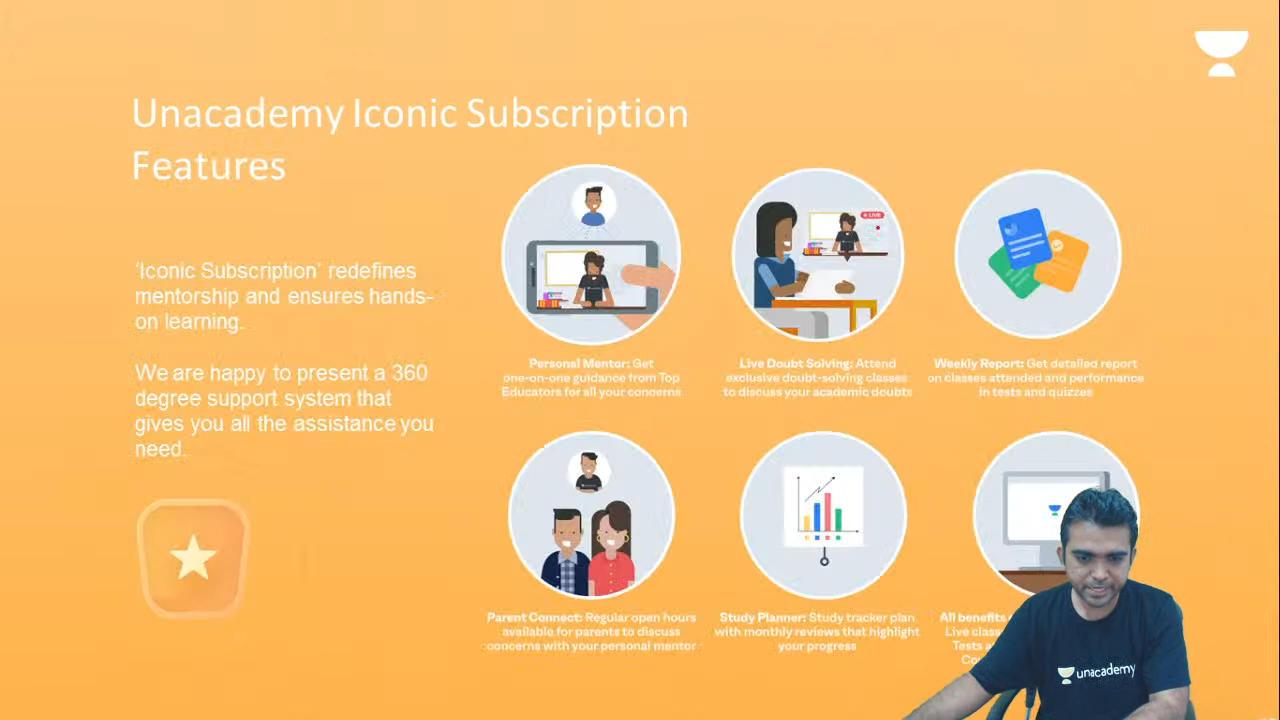 Unacademy Iconic Subscription
Features
'Iconic Subscription' redefines
mentorship and ensures hands-
on learning.
We are happy to present a 360
degree support system that
gives you all the assistance you
need.
LIVE
Personal Mentor: Get
one-on-one guidance from Top
Educators for all your concerns
Live Doubt Solving: Attend
exclusive doubt-solving classes
to discuss your academic doubts
Weekly Report: Get detailed report
on classes attended and performance
in tests and quizzes
Parent Connect: Regular open hours
available for parents to discuss
concerns with your personal mentor
Study Planner: Study tracker plan
with monthly reviews that highlight
your progress
All benefits
Live
Tests
unacademy